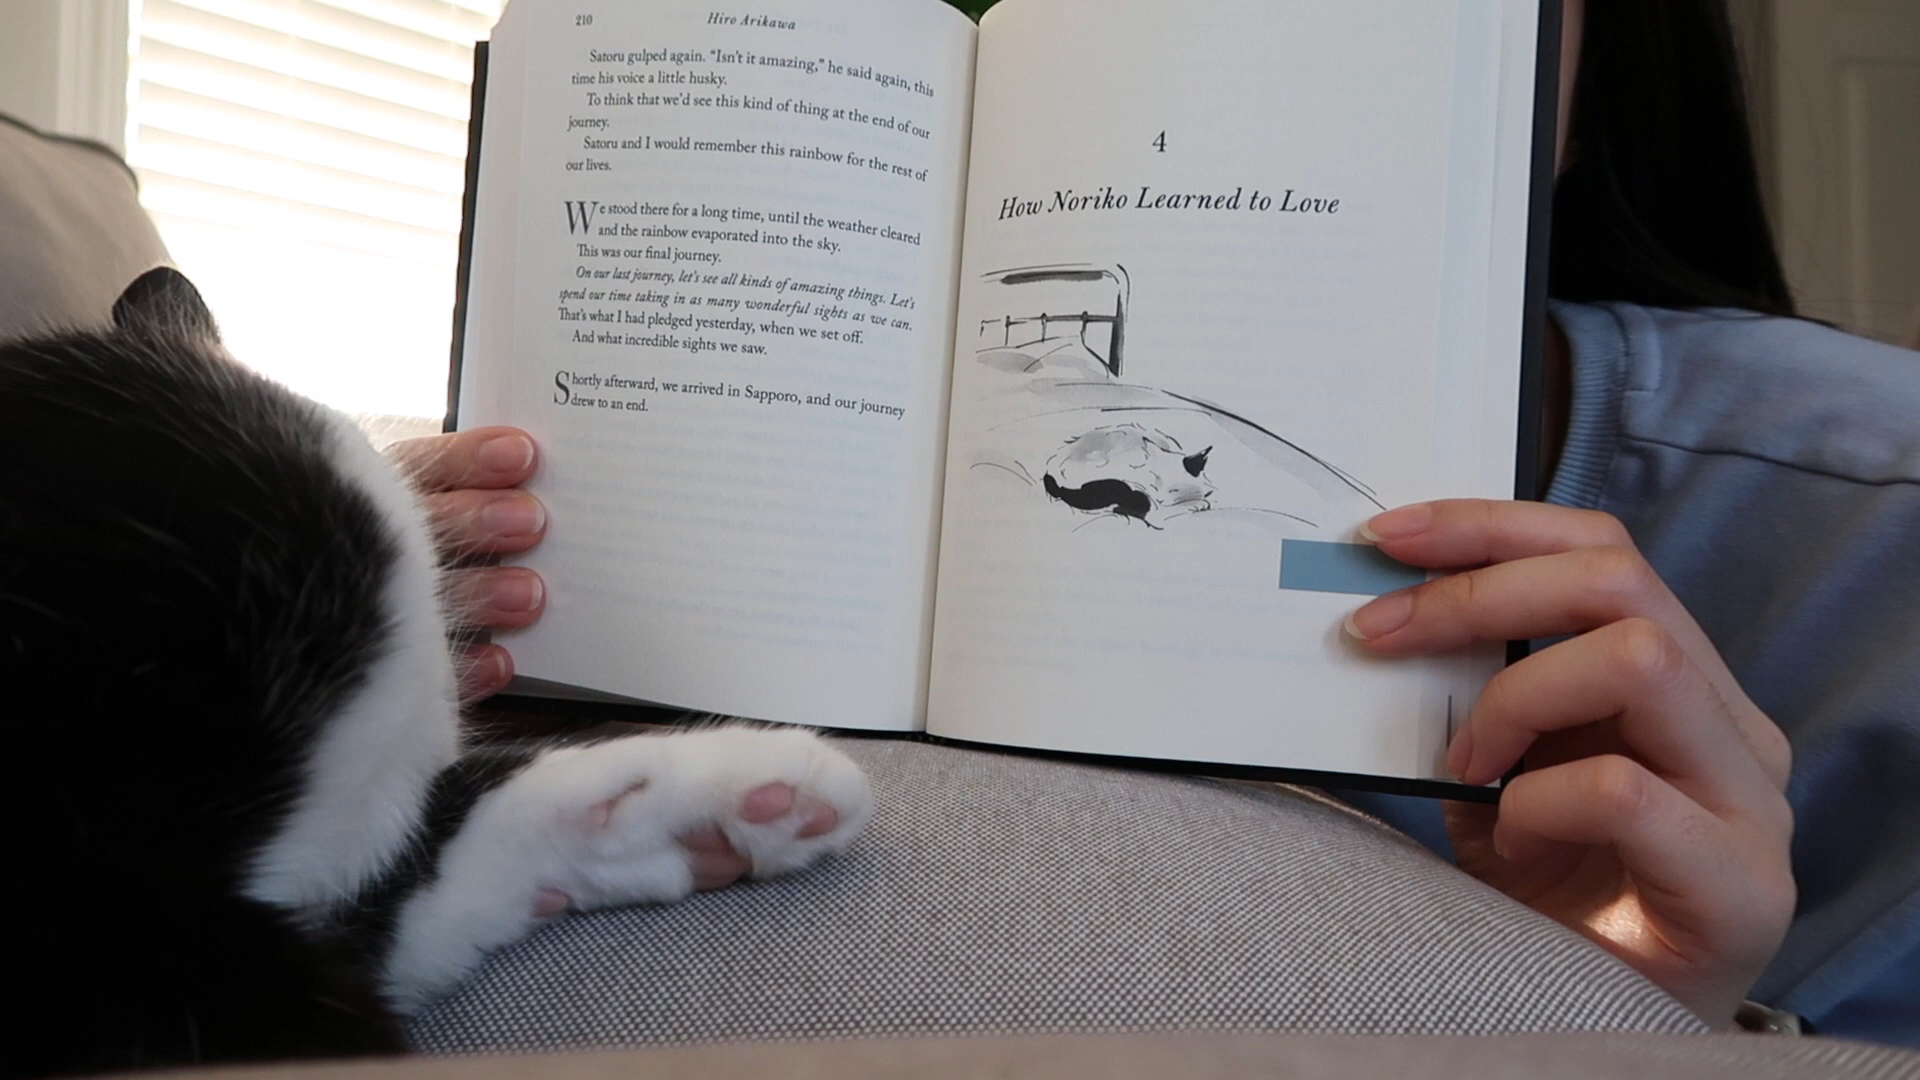 210 Hiro Arikawa
Satoru gulped again. “Isn’t it amazing,” he said again, this
time his voice a little husky.
To think that we’d see this kind of thing at the end of our
journey.
Satoru and I would remember this rainbow for the rest of
our lives.
We stood there for a long time, until the weather cleared
and the rainbow evaporated into the sky.
This was our final journey.
On our last journey, let’s see all kinds of amazing things. Let’s
spend our time taking in as many wonderful sights as we can.
That’s what I had pledged yesterday, when we set off.
And what incredible sights we saw.
Shortly afterward, we arrived in Sapporo, and our journey
drew to an end.
4
How Noriko Learned to Love